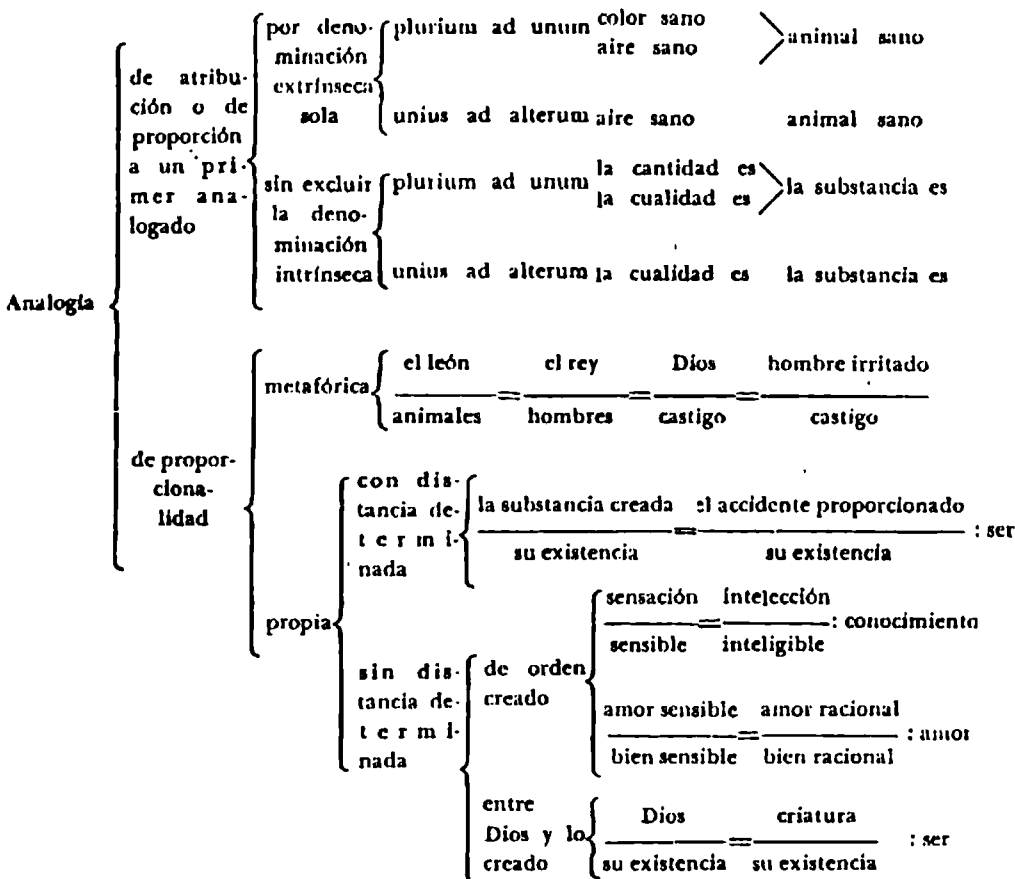 por deno-
minación
extrínseca
sola
plurium ad unum
color sano
aire sano
animal sano
unius ad alterum
aire sano
animal sano
de atribu-
ción o de
proporción
a un pri-
mer ana-
logado
sin excluir
la deno-
minación
intrínseca
plurium ad unum
la cantidad es
la cualidad es
la substancia es
unius ad alterum
la cualidad es
la substancia es
Analogía
de propor-
ciona-
lidad
metafórica
el león = el rey = Dios = hombre irritado
animales hombres castigo castigo
propia
con dis-
tancia de-
termi-
nada
la substancia creada = el accidente proporcionado : ser
su existencia su existencia
sin dis-
tancia de-
termi-
nada
de orden
creado
sensación = intelección : conocimiento
sensible inteligible
amor sensible = amor racional : amor
bien sensible bien racional
entre
Dios y lo
creado
Dios = criatura : ser
su existencia su existencia